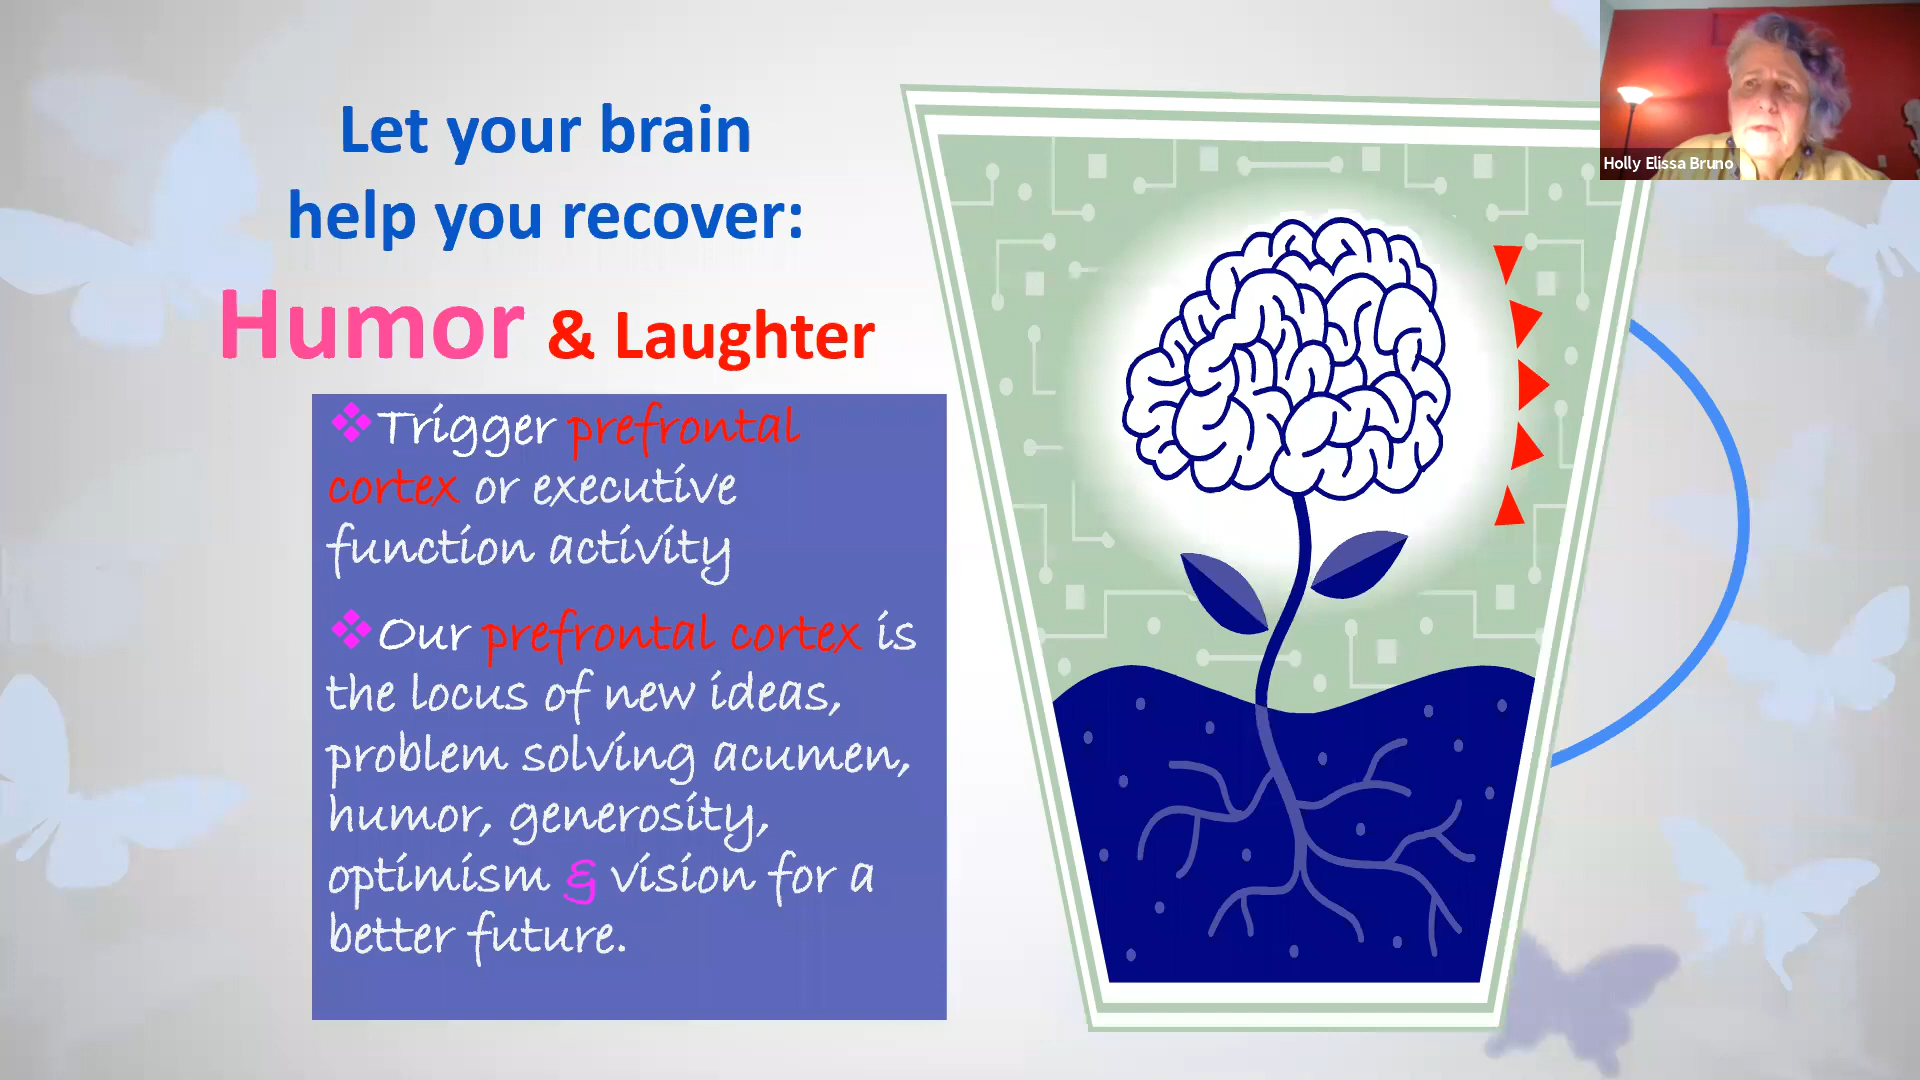 Let your brain
help you recover:
Humor & Laughter
❖Trigger prefrontal
cortex or executive
function activity
❖Our prefrontal cortex is
the locus of new ideas,
problem solving acumen,
humor, generosity,
optimism & vision for a
better future.
Holly Elissa Bruno